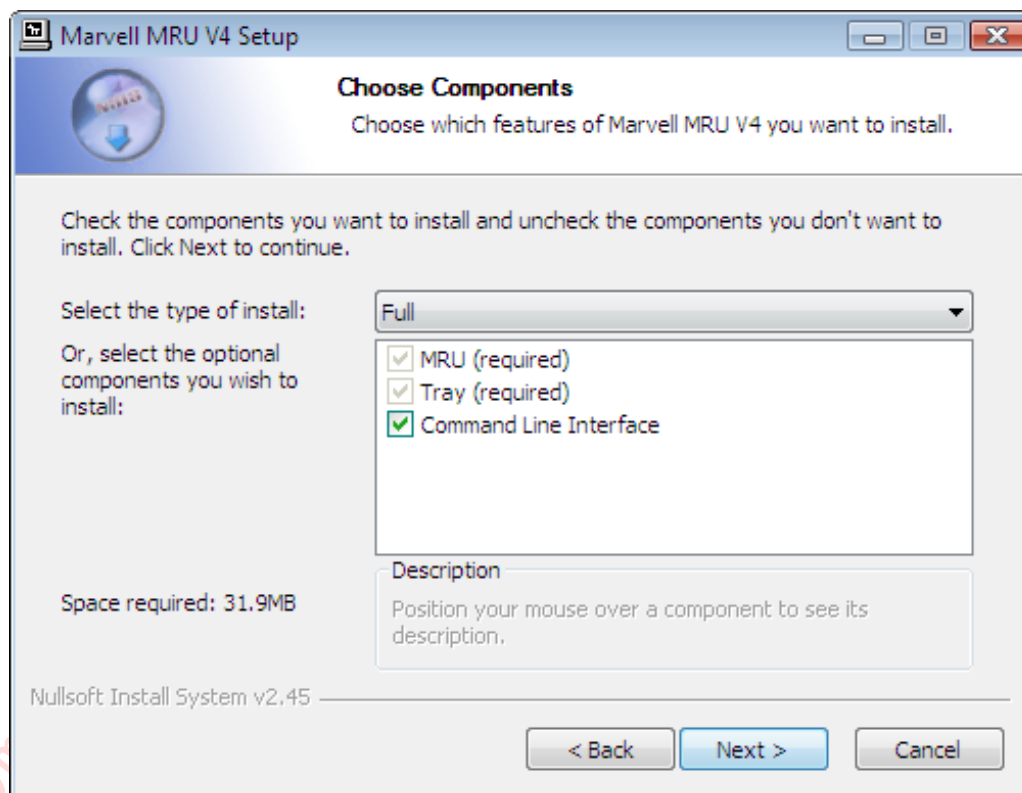 Marvell MRU V4 Setup
Choose Components
Choose which features of Marvell MRU V4 you want to install.
Check the components you want to install and uncheck the components you don't want to
install. Click Next to continue.
Select the type of install:
Full
Or, select the optional
components you wish to
install:
MRU (required)
Tray (required)
Command Line Interface
Space required: 31.9MB
Description
Position your mouse over a component to see its
description.
Nullsoft Install System v2.45
< Back
Next >
Cancel